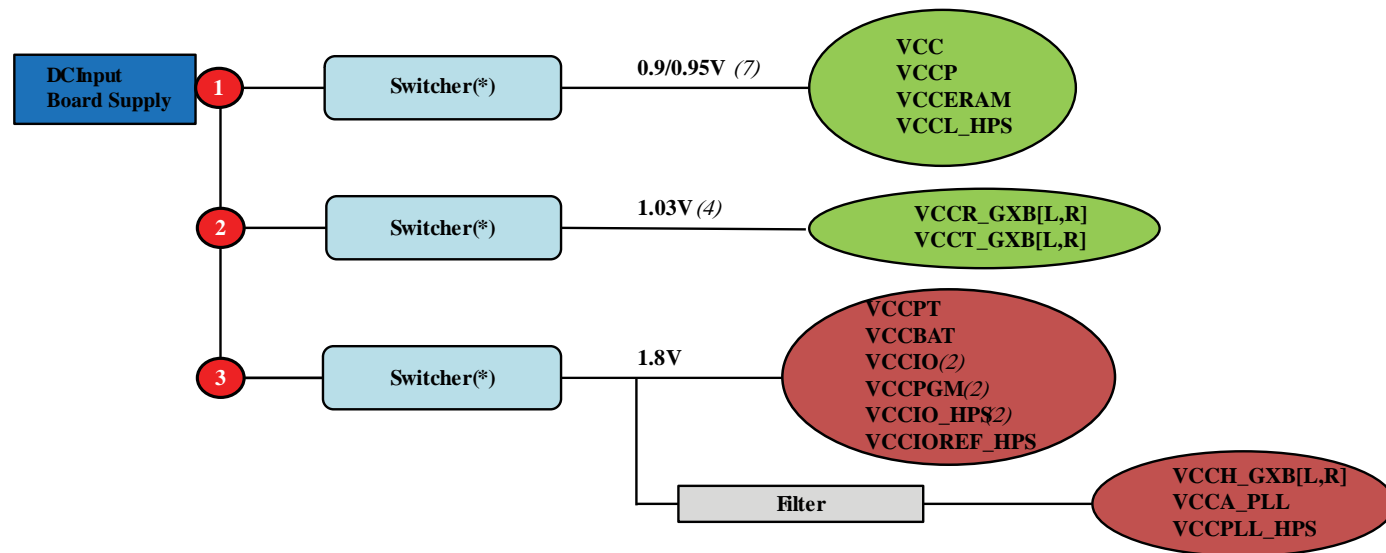 DCInput
Board Supply
1
Switcher(*)
0.9/0.95V (7)
VCC
VCCP
VCCERAM
VCCL_HPS
2
Switcher(*)
1.03V (4)
VCCR_GXB[L,R]
VCCT_GXB[L,R]
3
Switcher(*)
1.8V
VCCPT
VCCBAT
VCCIO(2)
VCCPGM(2)
VCCIO_HPS(2)
VCCIOREF_HPS
Filter
VCCH_GXB[L,R]
VCCA_PLL
VCCPLL_HPS